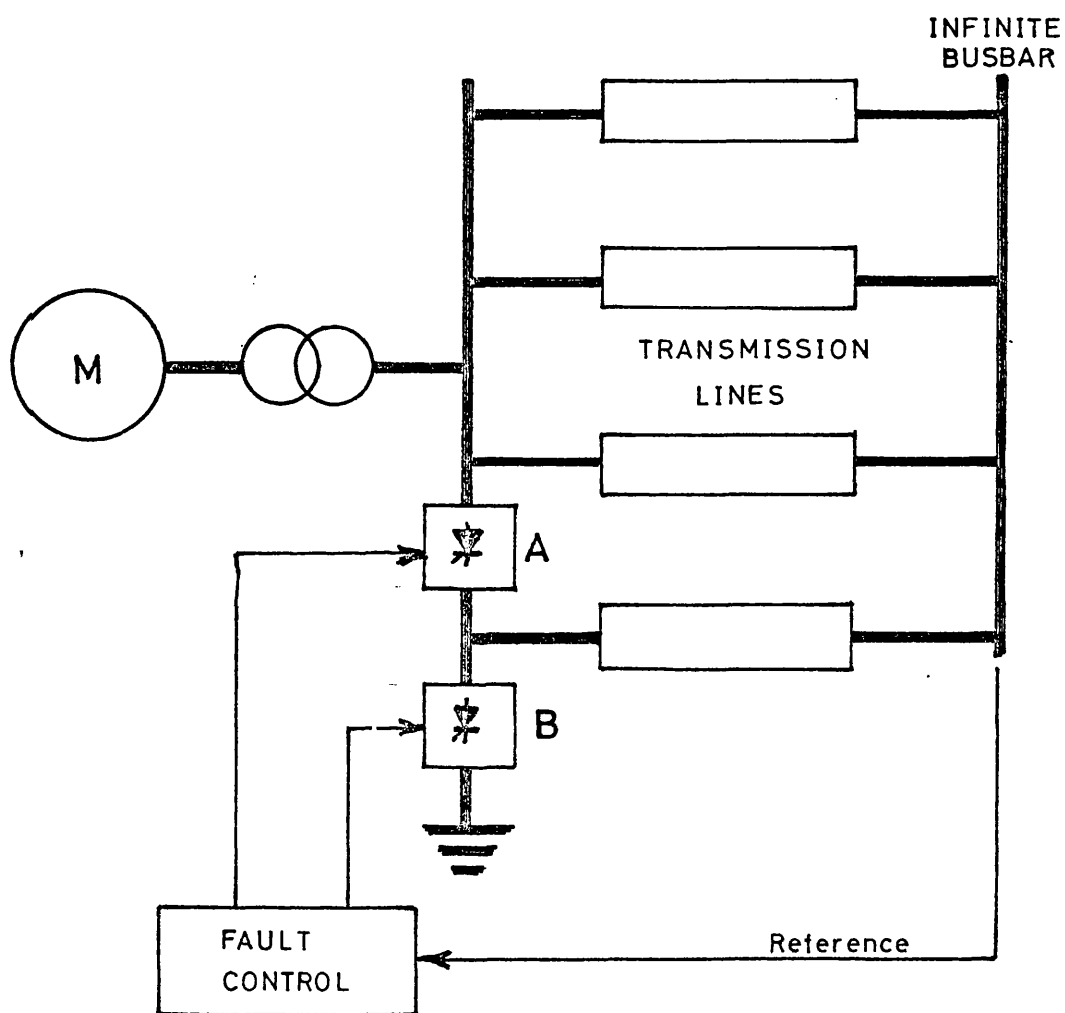 INFINITE
BUSBAR
M
TRANSMISSION
LINES
A
B
FAULT
CONTROL
Reference